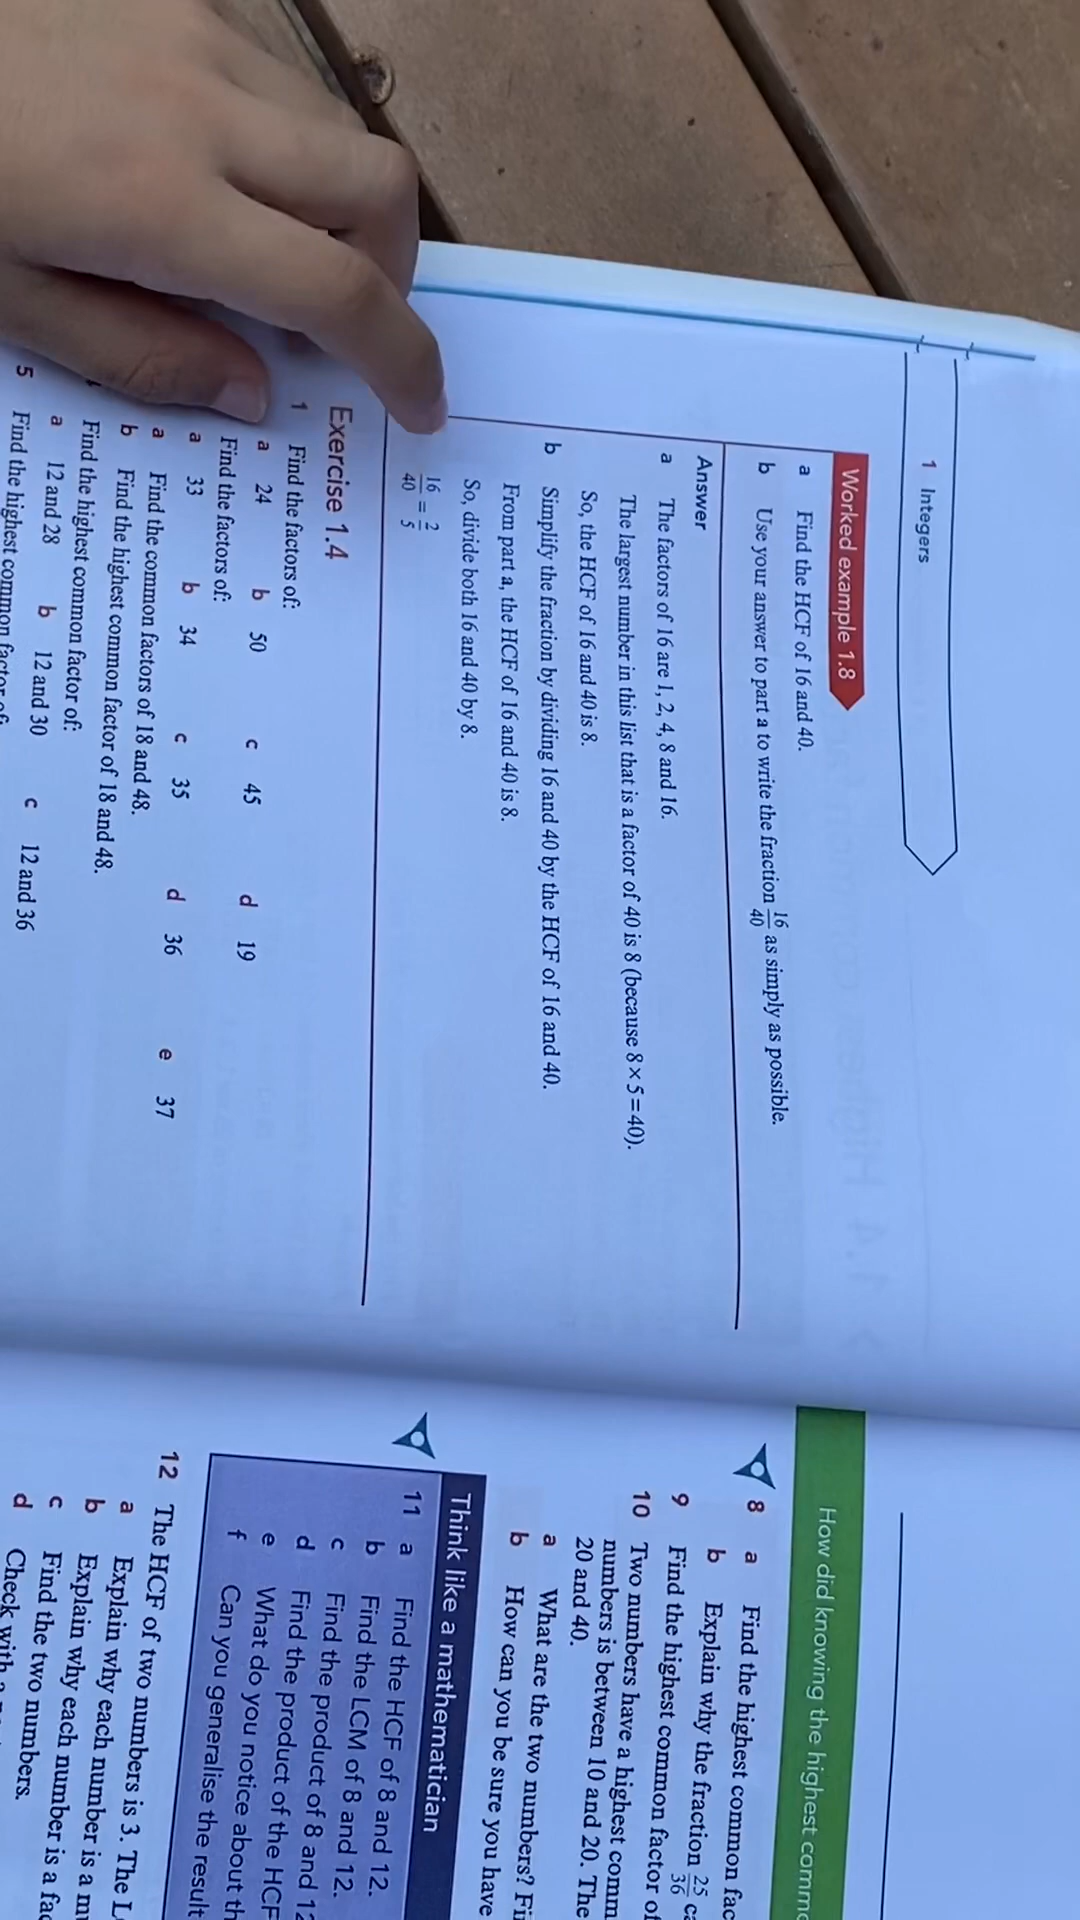 1 Integers
Worked example 1.8
a Find the HCF of 16 and 40.
b Use your answer to part a to write the fraction 16/40 as simply as possible.
Answer
a The factors of 16 are 1, 2, 4, 8 and 16.
The largest number in this list that is a factor of 40 is 8 (because 8 × 5 = 40).
So, the HCF of 16 and 40 is 8.
b Simplify the fraction by dividing 16 and 40 by the HCF of 16 and 40.
From part a, the HCF of 16 and 40 is 8.
So, divide both 16 and 40 by 8.
16/40 = 2/5
Exercise 1.4
1 Find the factors of:
a 24 b 50 c 45 d 19
Find the factors of:
a 33 b 34 c 35 d 36 e 37
a Find the common factors of 18 and 48.
b Find the highest common factor of 18 and 48.
Find the highest common factor of:
a 12 and 28 b 12 and 30 c 12 and 36
5 Find the highest common factor of:
How did knowing the highest
8 a Find the highest common
b Explain why the fraction 25/36
9 Find the highest common factor of
10 Two numbers have a highest
numbers is between 10 and 20. The
20 and 40.
a What are the two numbers?
b How can you be sure you have
Think like a mathematician
11 a Find the HCF of 8 and 12.
b Find the LCM of 8 and 12.
c Find the product of 8 and
d Find the product of the HCF
e What do you notice about
f Can you generalise the result
12 The HCF of two numbers is 3. The
a Explain why each number is a
b Explain why each number is a
c Find the two numbers.
d Check with